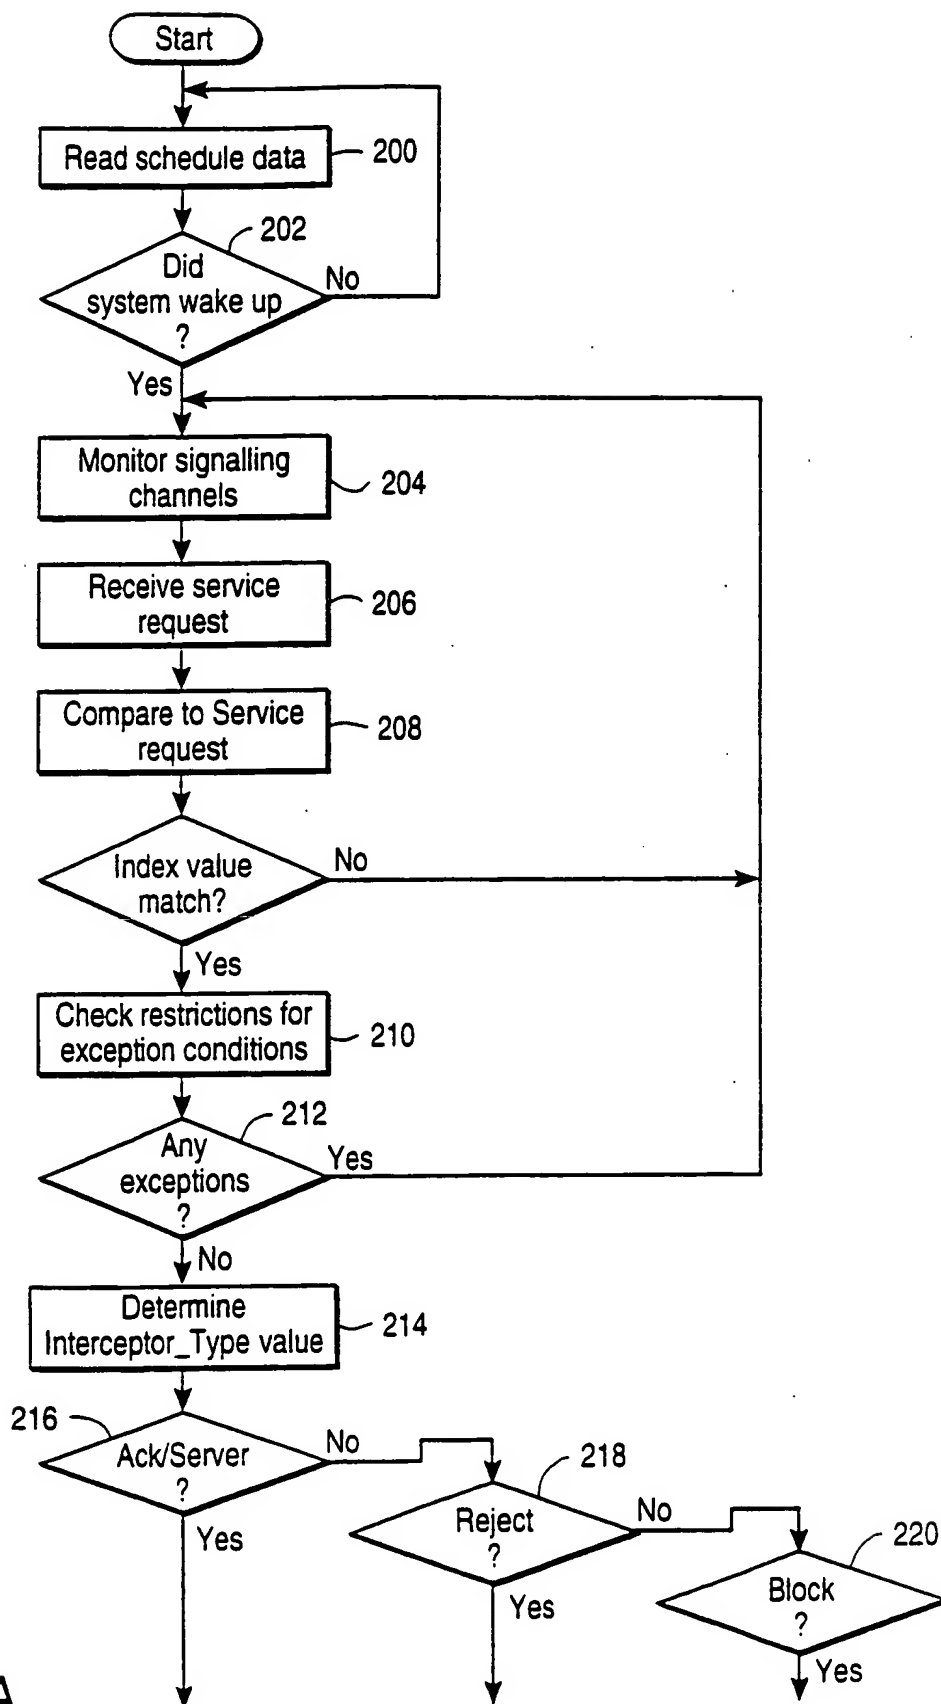 Start
Read schedule data
200
202
Did
system wake up
?
No
Yes
Monitor signalling
channels
204
Receive service
request
206
Compare to Service
request
208
Index value
match?
No
Yes
Check restrictions for
exception conditions
210
212
Any
exceptions
?
Yes
No
Determine
Interceptor_Type value
214
216
Ack/Server
?
No
Yes
218
Reject
?
No
Yes
220
Block
?
Yes